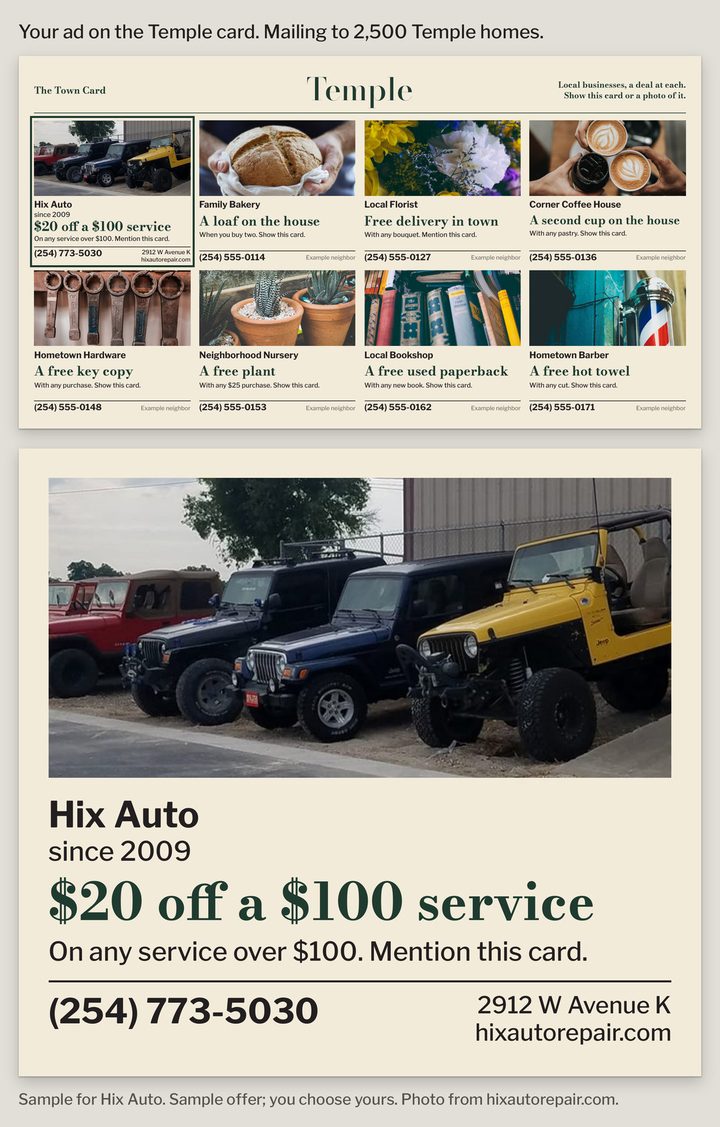 Your ad on the Temple card. Mailing to 2,500 Temple homes.
The Town Card
Temple
Local businesses, a deal at each.
Show this card or a photo of it.
Hix Auto
since 2009
$20 off a $100 service
On any service over $100. Mention this card.
(254) 773-5030
2912 W Avenue K
hixautorepair.com
Family Bakery
A loaf on the house
When you buy two. Show this card.
(254) 555-0114
Example neighbor
Local Florist
Free delivery in town
With any bouquet. Mention this card.
(254) 555-0127
Example neighbor
Corner Coffee House
A second cup on the house
With any pastry. Show this card.
(254) 555-0136
Example neighbor
Hometown Hardware
A free key copy
With any purchase. Show this card.
(254) 555-0148
Example neighbor
Neighborhood Nursery
A free plant
With any $25 purchase. Show this card.
(254) 555-0153
Example neighbor
Local Bookshop
A free used paperback
With any new book. Show this card.
(254) 555-0162
Example neighbor
Hometown Barber
A free hot towel
With any cut. Show this card.
(254) 555-0171
Example neighbor
Jeep
Hix Auto
since 2009
$20 off a $100 service
On any service over $100. Mention this card.
(254) 773-5030
2912 W Avenue K
hixautorepair.com
Sample for Hix Auto. Sample offer; you choose yours. Photo from hixautorepair.com.